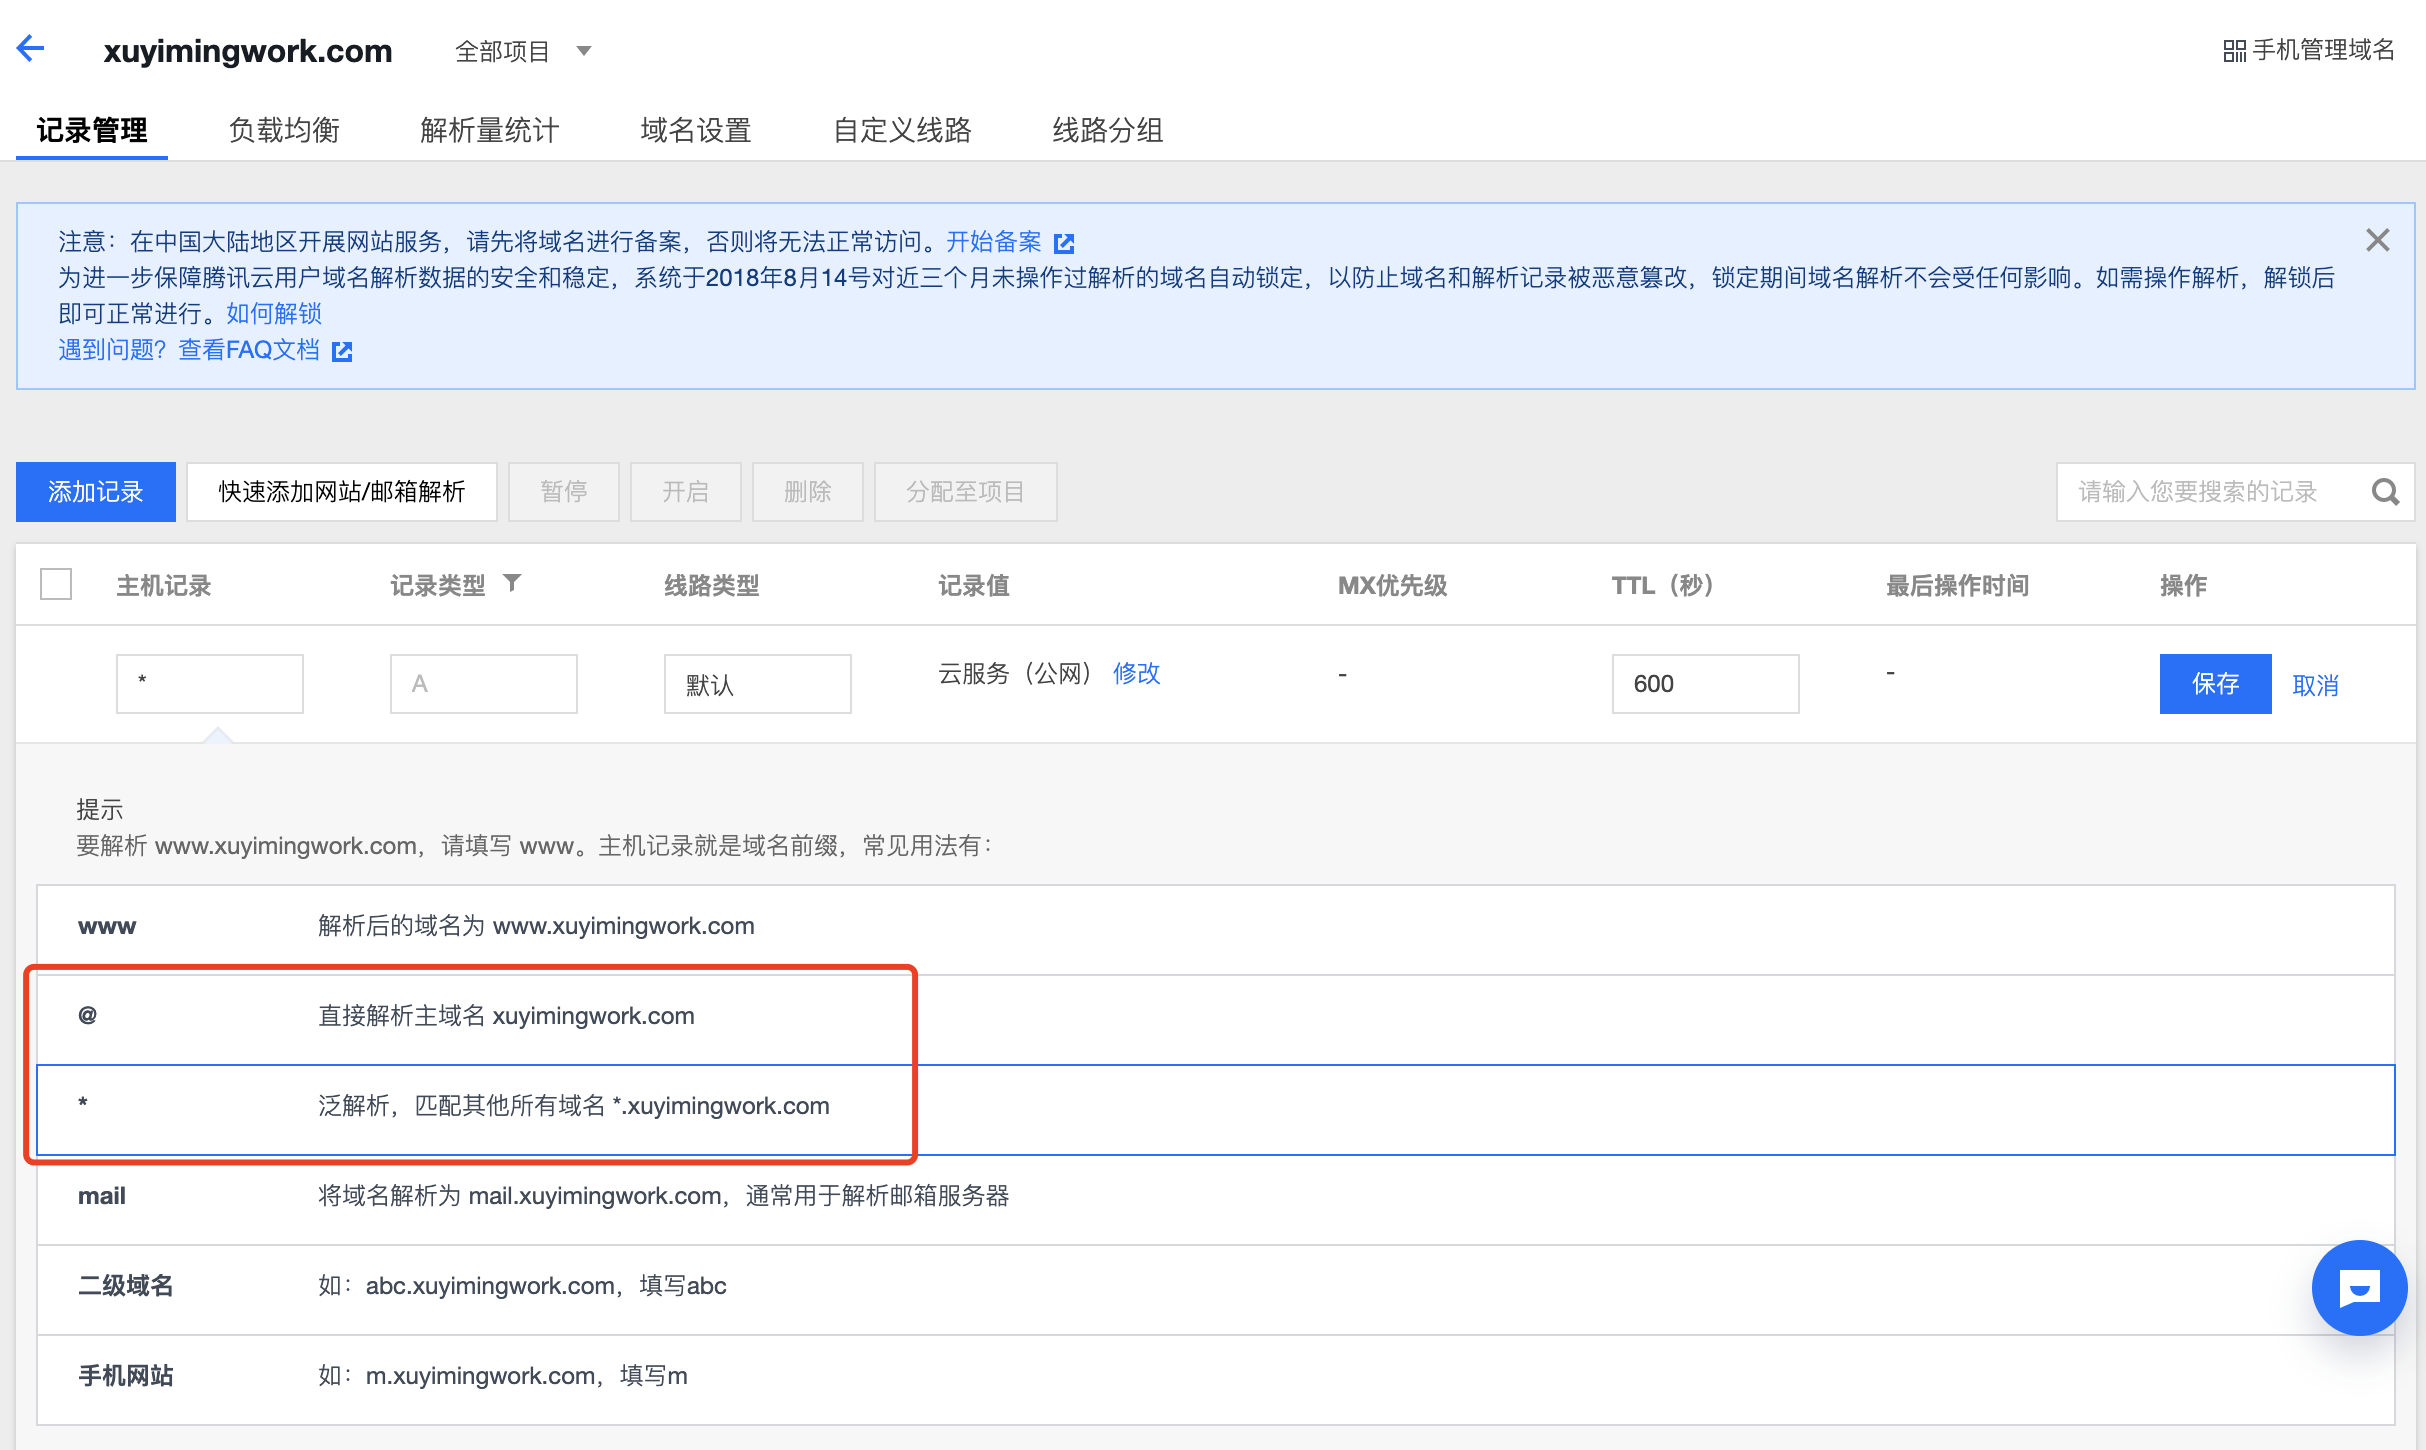 xuyimingwork.com 全部项目 手机管理域名
记录管理 负载均衡 解析量统计 域名设置 自定义线路 线路分组
注意：在中国大陆地区开展网站服务，请先将域名进行备案，否则将无法正常访问。开始备案
为进一步保障腾讯云用户域名解析数据的安全和稳定，系统于2018年8月14号对近三个月未操作过解析的域名自动锁定，以防止域名和解析记录被恶意篡改，锁定期间域名解析不会受任何影响。如需操作解析，解锁后
即可正常进行。如何解锁
遇到问题？查看FAQ文档
添加记录 快速添加网站/邮箱解析 暂停 开启 删除 分配至项目 请输入您要搜索的记录
主机记录 记录类型 线路类型 记录值 MX优先级 TTL（秒） 最后操作时间 操作
* A 默认 云服务（公网） 修改 - 600 - 保存 取消
提示
要解析 www.xuyimingwork.com，请填写 www。主机记录就是域名前缀，常见用法有：
www 解析后的域名为 www.xuyimingwork.com
@ 直接解析主域名 xuyimingwork.com
* 泛解析，匹配其他所有域名 *.xuyimingwork.com
mail 将域名解析为 mail.xuyimingwork.com，通常用于解析邮箱服务器
二级域名 如：abc.xuyimingwork.com，填写abc
手机网站 如：m.xuyimingwork.com，填写m